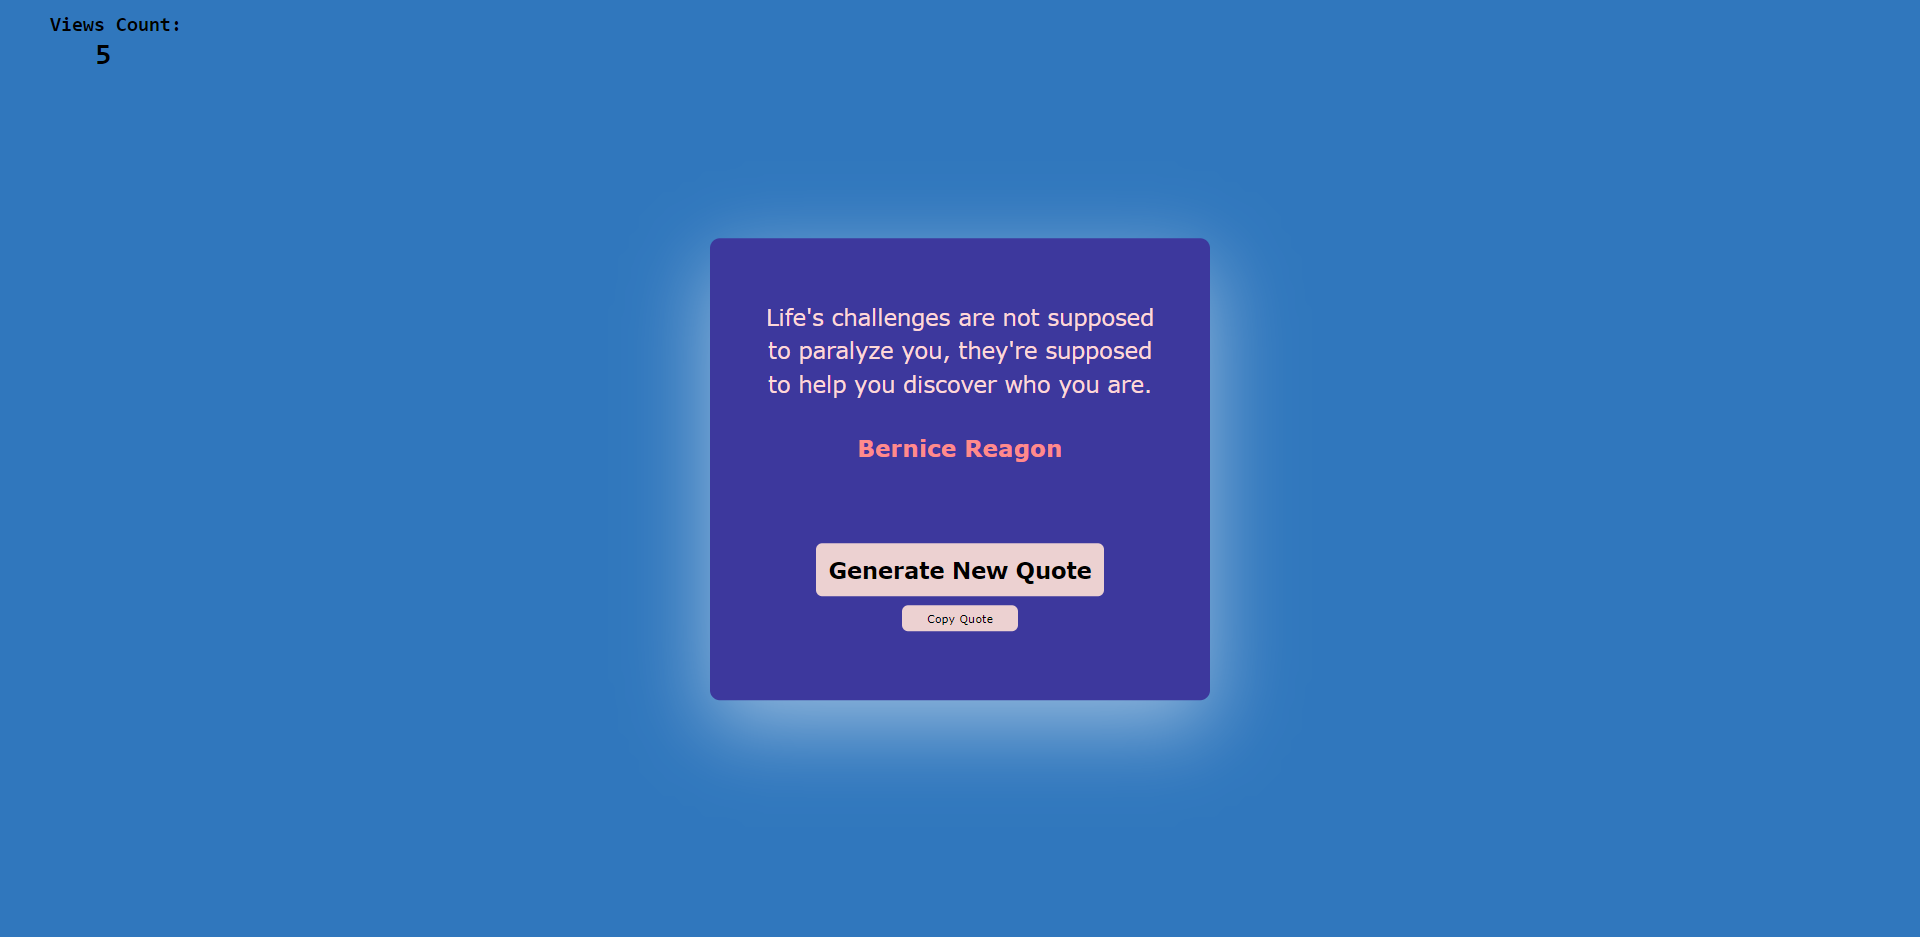 Views Count:
5
Life's challenges are not supposed
to paralyze you, they're supposed
to help you discover who you are.
Bernice Reagon
Generate New Quote
Copy Quote